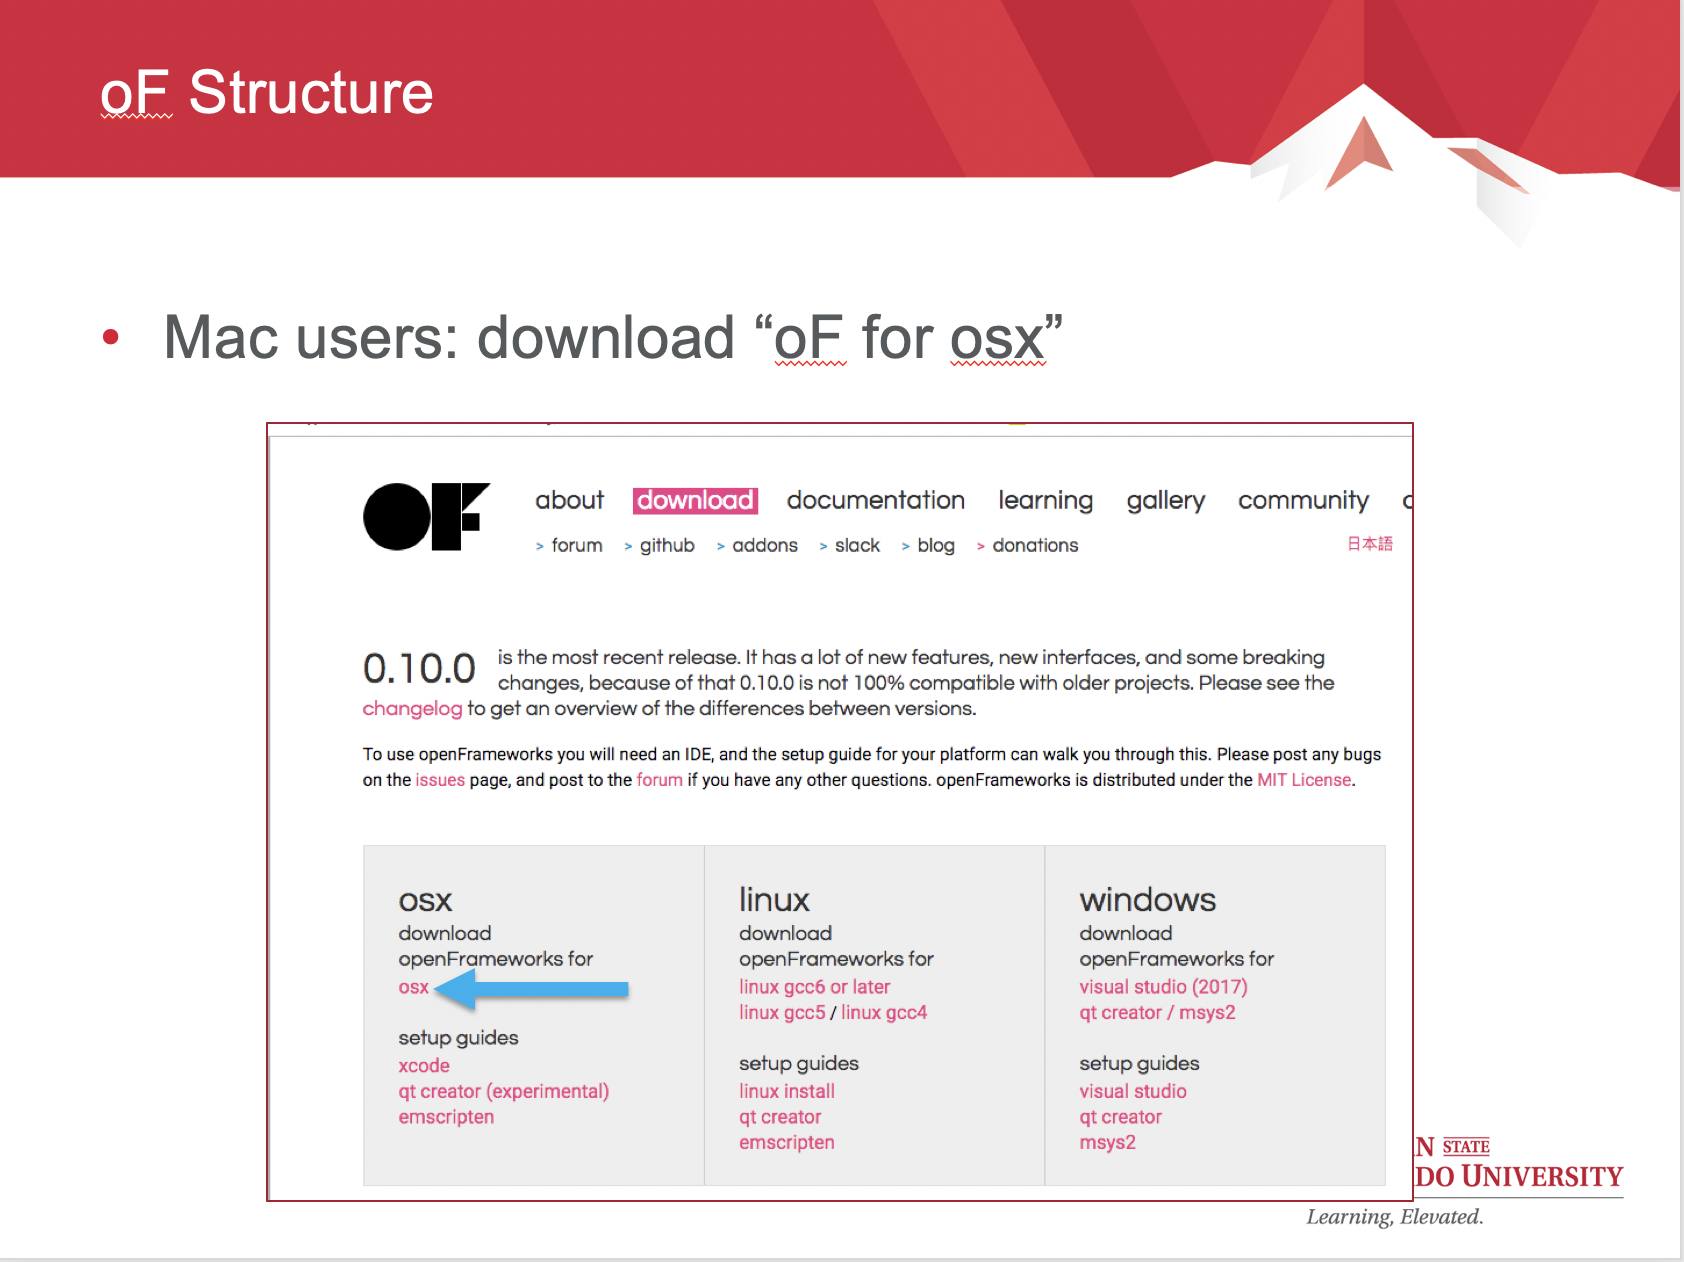 oF Structure
• Mac users: download “oF for osx”
OF
about download documentation learning gallery community
> forum > github > addons > slack > blog > donations 日本語
0.10.0 is the most recent release. It has a lot of new features, new interfaces, and some breaking
changes, because of that 0.10.0 is not 100% compatible with older projects. Please see the
changelog to get an overview of the differences between versions.
To use openFrameworks you will need an IDE, and the setup guide for your platform can walk you through this. Please post any bugs
on the issues page, and post to the forum if you have any other questions. openFrameworks is distributed under the MIT License.
osx
download
openFrameworks for
osx
setup guides
xcode
qt creator (experimental)
emscripten
linux
download
openFrameworks for
linux gcc6 or later
linux gcc5 / linux gcc4
setup guides
linux install
qt creator
emscripten
windows
download
openFrameworks for
visual studio (2017)
qt creator / msys2
setup guides
visual studio
qt creator
msys2
N STATE
DO UNIVERSITY
Learning, Elevated.